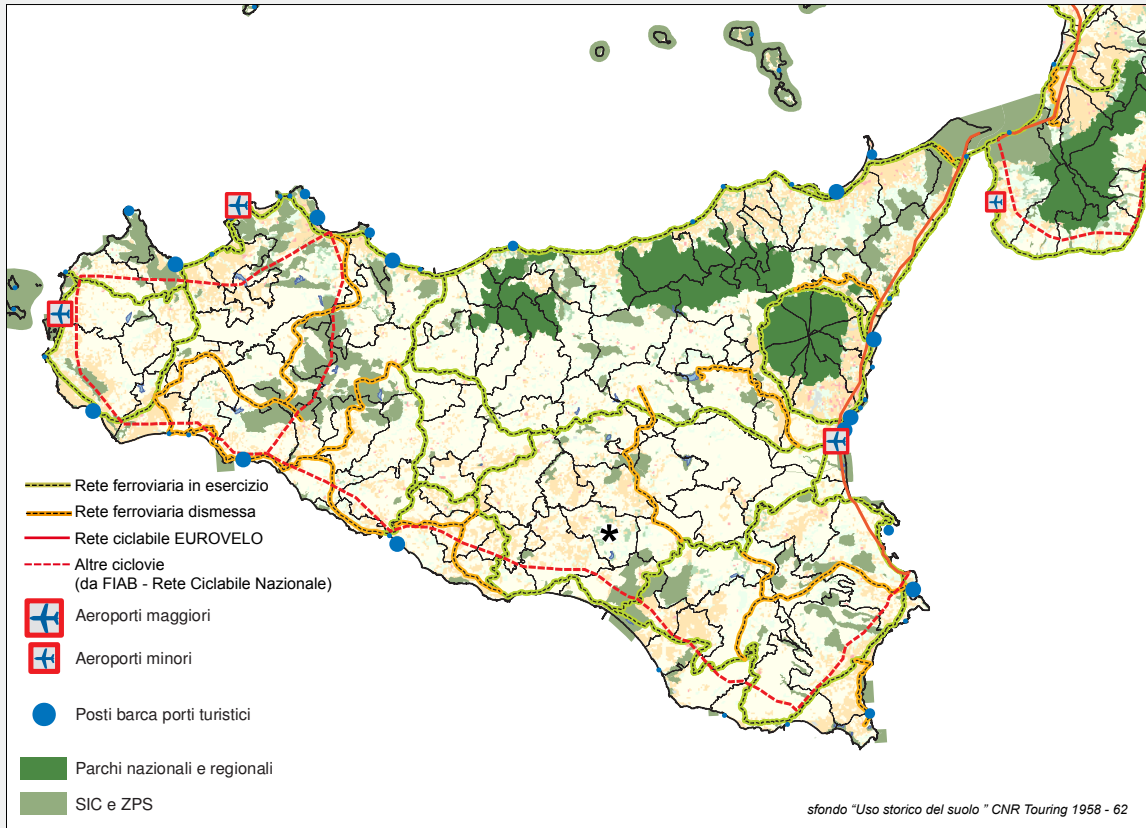 Rete ferroviaria in esercizio
Rete ferroviaria dismessa
Rete ciclabile EUROVELO
Altre ciclovie
(da FIAB - Rete Ciclabile Nazionale)
Aeroporti maggiori
Aeroporti minori
Posti barca porti turistici
Parchi nazionali e regionali
SIC e ZPS
*
sfondo “Uso storico del suolo ” CNR Touring 1958 - 62